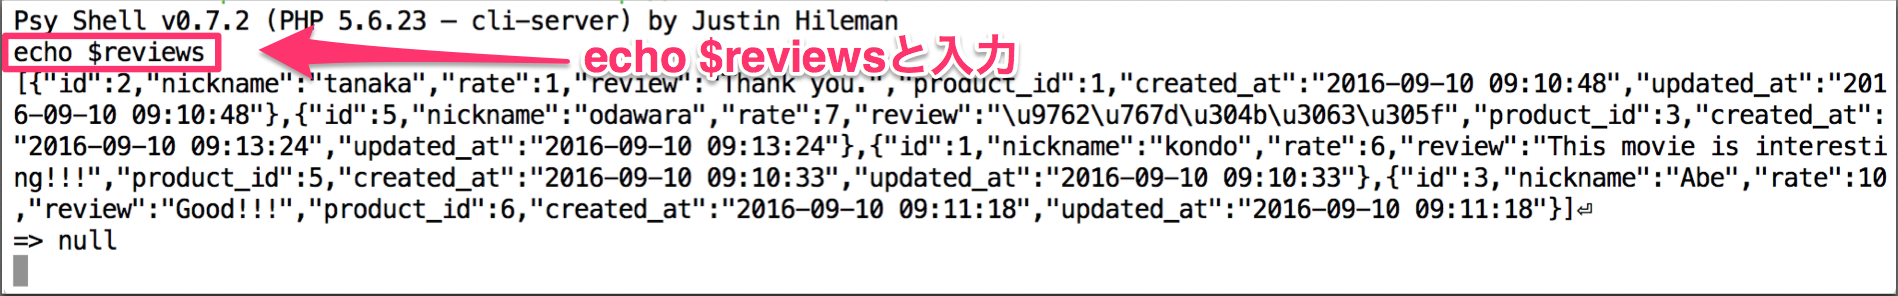 Psy Shell v0.7.2 (PHP 5.6.23 — cli-server) by Justin Hileman
echo $reviews
echo $reviewsと入力
[{"id":2,"nickname":"tanaka","rate":1,"review":"Thank you.","product_id":1,"created_at":"2016-09-10 09:10:48","updated_at":"201
6-09-10 09:10:48"},{"id":5,"nickname":"odawara","rate":7,"review":"\u9762\u767d\u304b\u3063\u305f","product_id":3,"created_at":
"2016-09-10 09:13:24","updated_at":"2016-09-10 09:13:24"},{"id":1,"nickname":"kondo","rate":6,"review":"This movie is interesti
ng!!!","product_id":5,"created_at":"2016-09-10 09:10:33","updated_at":"2016-09-10 09:10:33"},{"id":3,"nickname":"Abe","rate":10
,"review":"Good!!!","product_id":6,"created_at":"2016-09-10 09:11:18","updated_at":"2016-09-10 09:11:18"}]⏎
=> null